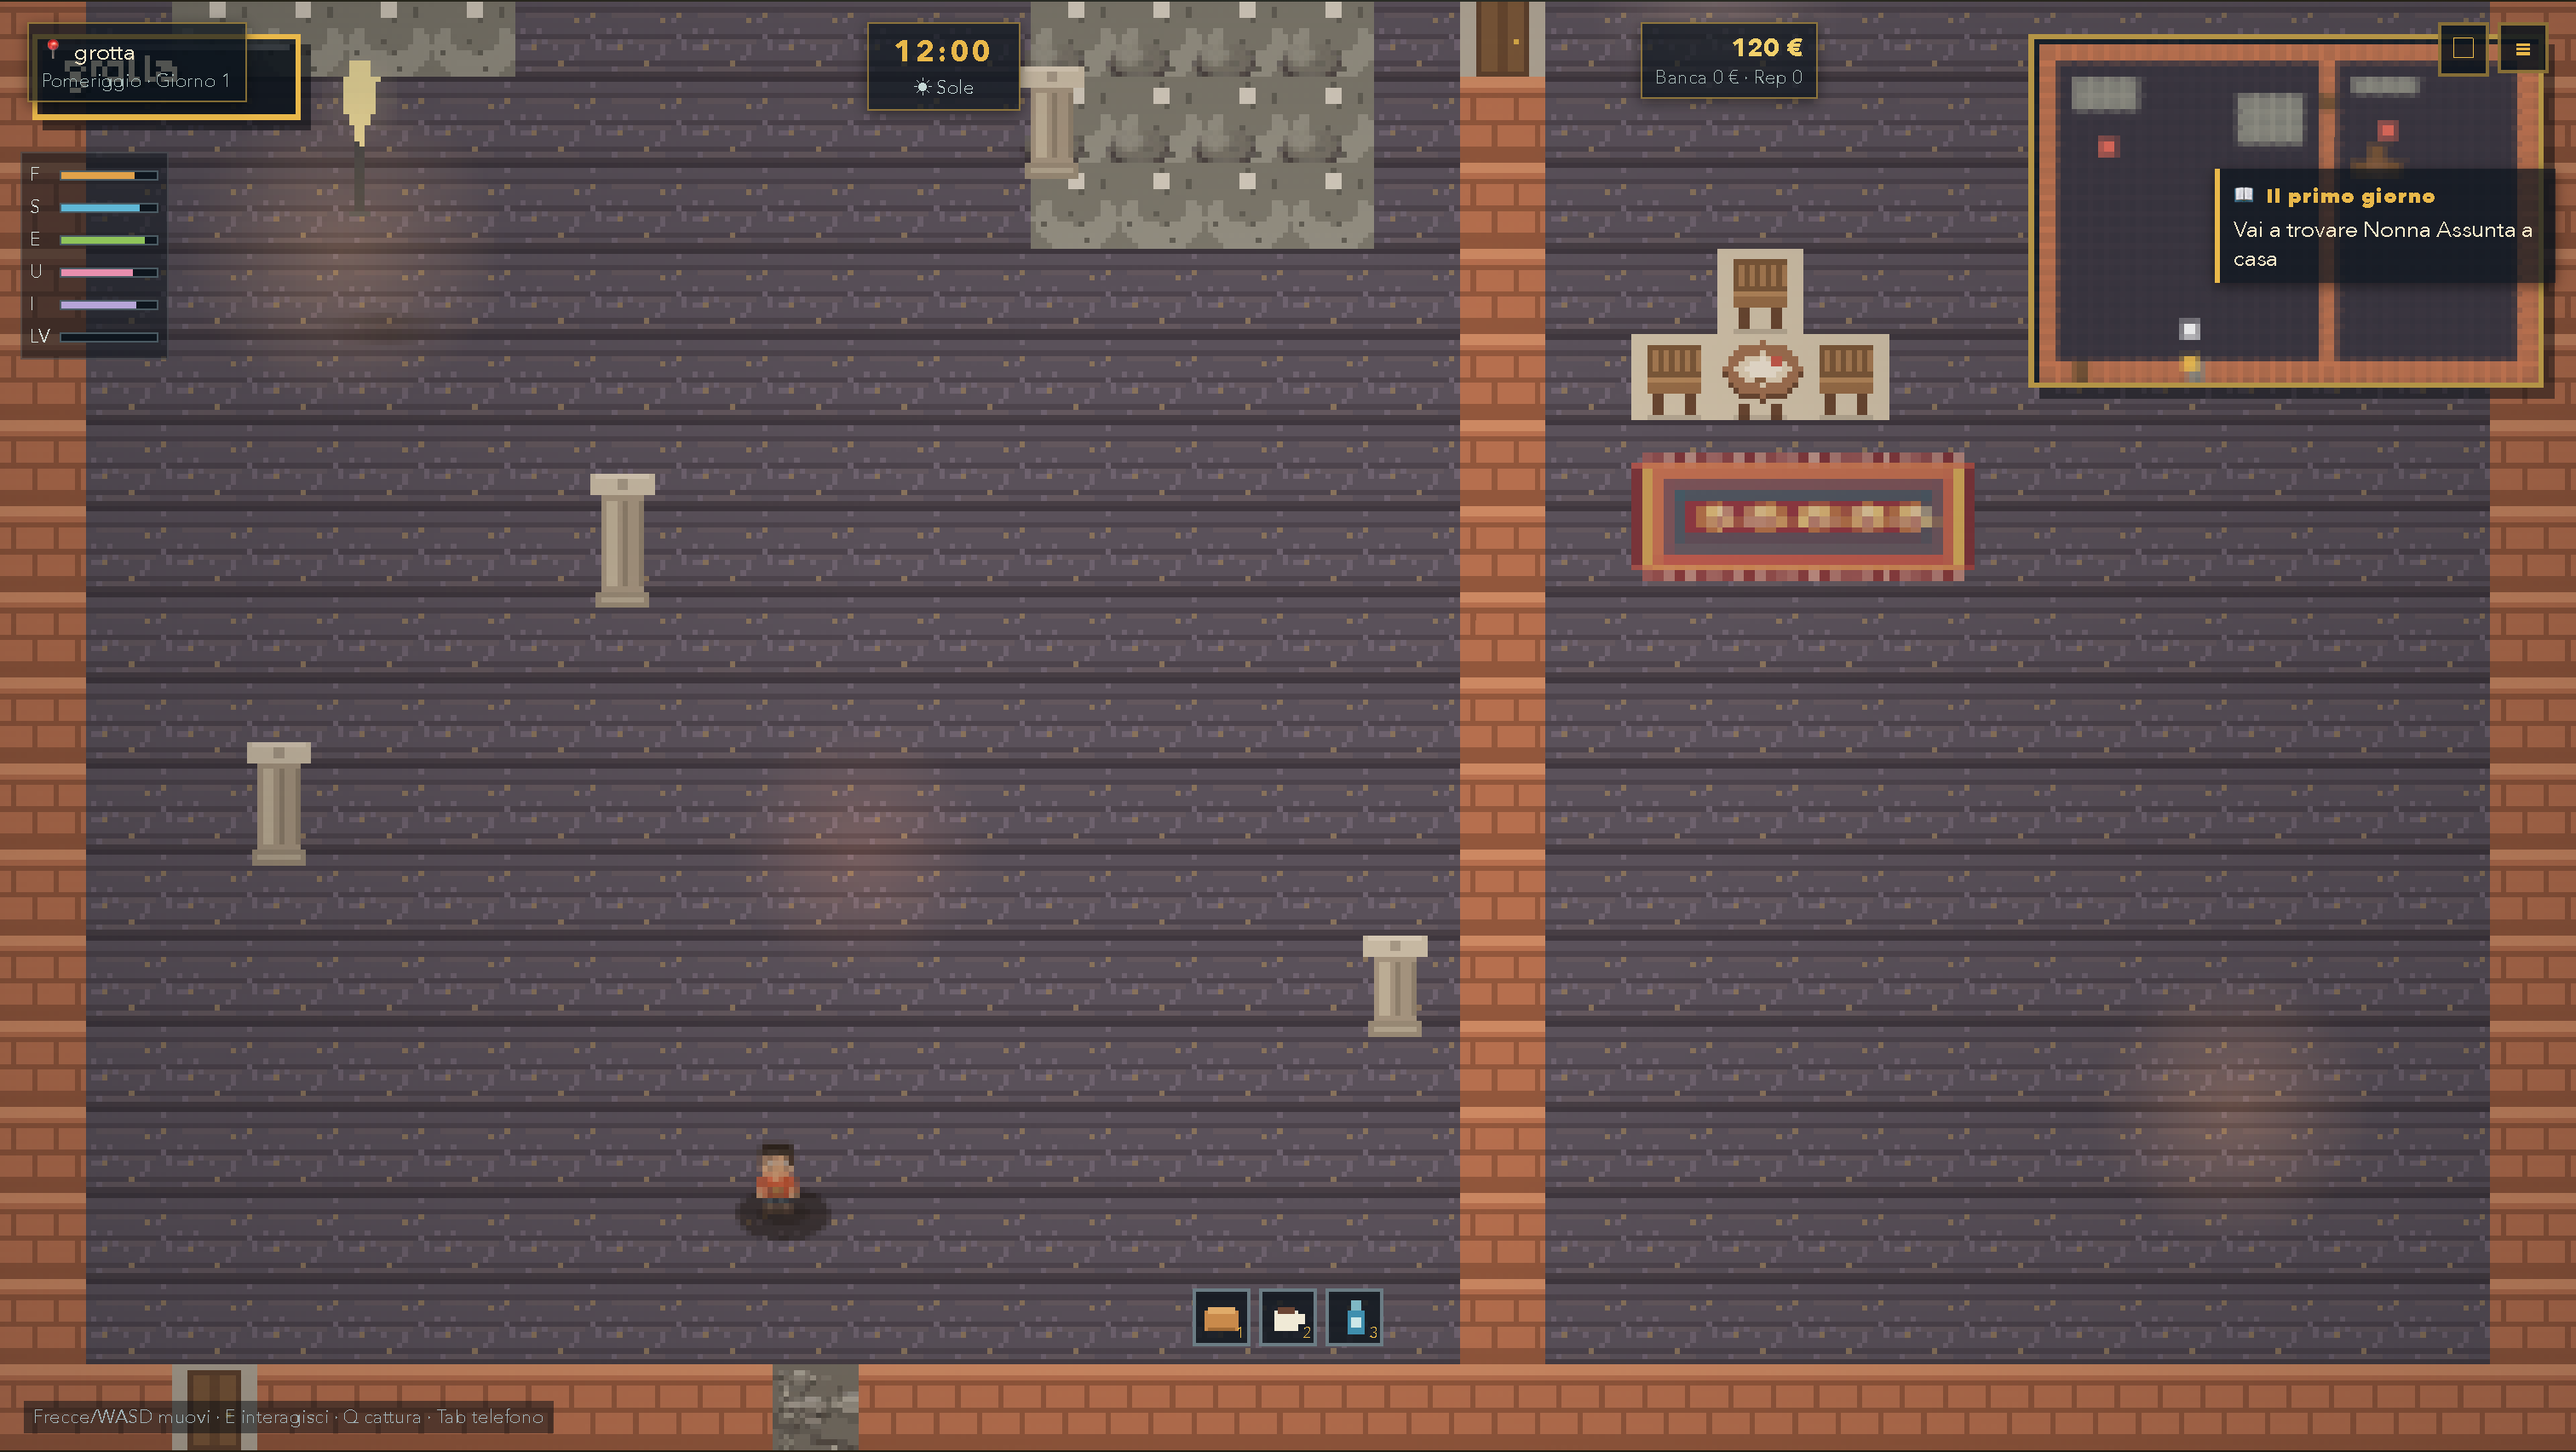 grotta
Pomeriggio · Giorno 1
12:00
Sole
120 €
Banca 0 € · Rep 0
F
S
E
U
I
LV
Il primo giorno
Vai a trovare Nonna Assunta a
casa
1
2
3
Frecce/WASD muovi · E interagisci · Q cattura · Tab telefono